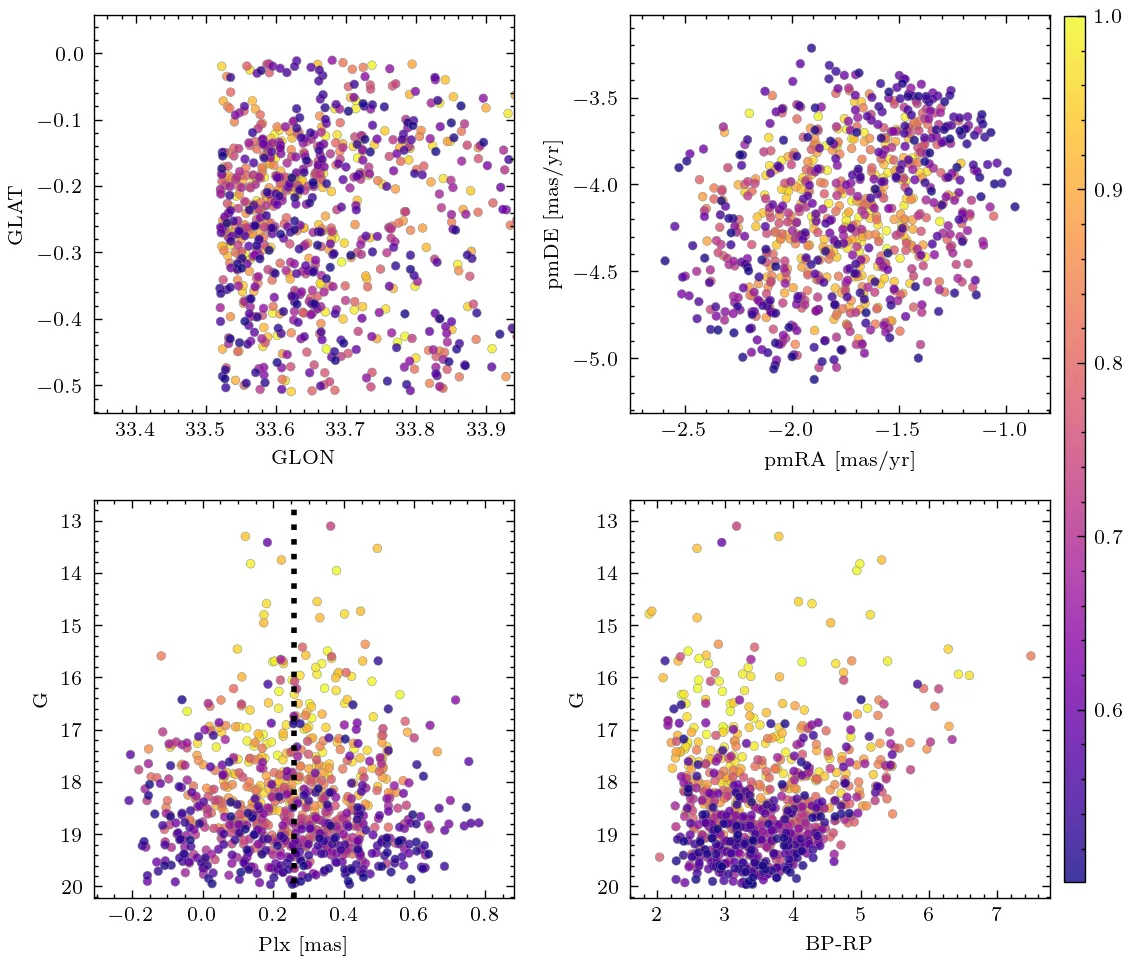 0.0
−0.1
−0.2
−0.3
−0.4
−0.5
GLAT
33.4 33.5 33.6 33.7 33.8 33.9
GLON
−3.5
−4.0
−4.5
−5.0
pmDE [mas/yr]
−2.5 −2.0 −1.5 −1.0
pmRA [mas/yr]
1.0
0.9
0.8
0.7
0.6
13
14
15
16
17
18
19
20
G
−0.2 0.0 0.2 0.4 0.6 0.8
Plx [mas]
13
14
15
16
17
18
19
20
G
2 3 4 5 6 7
BP-RP